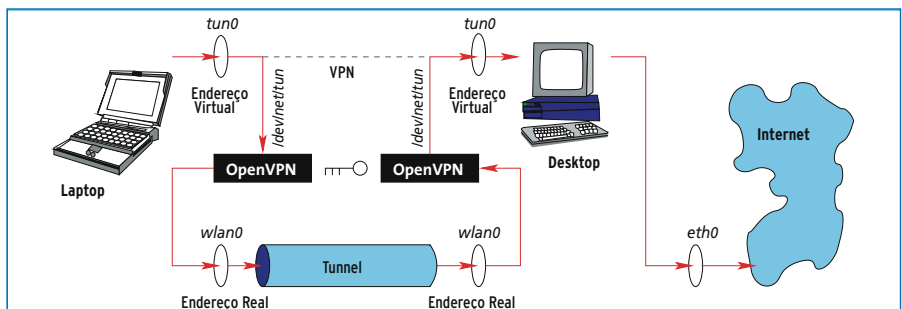 tun0
tun0
VPN
Endereço
Virtual
/dev/net/tun
/dev/net/tun
Endereço
Virtual
Internet
OpenVPN
OpenVPN
Desktop
Laptop
wlan0
wlan0
eth0
Tunnel
Endereço Real
Endereço Real